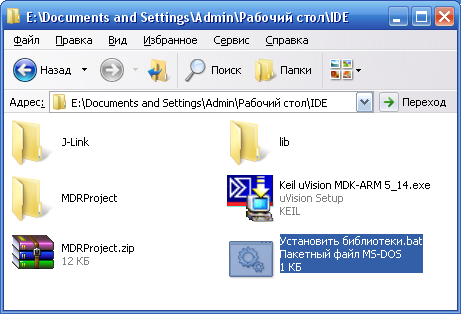 E:\Documents and Settings\Admin\Рабочий стол\IDE
Файл Правка Вид Избранное Сервис Справка
Назад Поиск Папки
Адрес: E:\Documents and Settings\Admin\Рабочий стол\IDE Переход
J-Link
lib
MDRProject
Keil uVision MDK-ARM 5_14.exe
uVision Setup
KEIL
MDRProject.zip
12 КБ
Установить библиотеки.bat
Пакетный файл MS-DOS
1 КБ